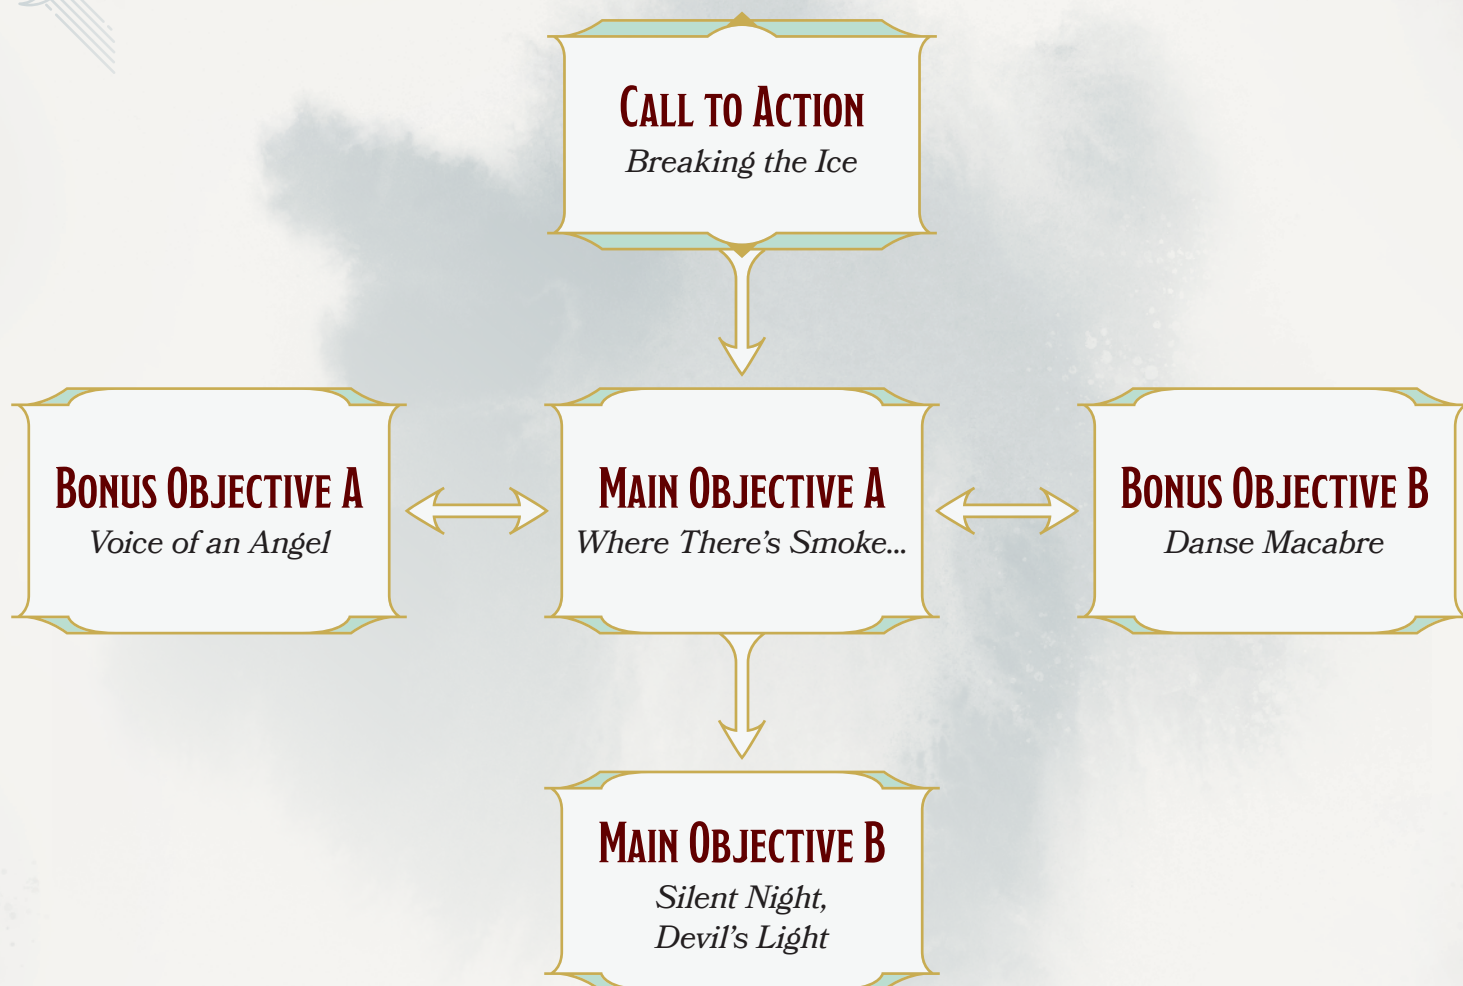 Call to Action
Breaking the Ice
Bonus Objective A
Voice of an Angel
Main Objective A
Where There's Smoke...
Bonus Objective B
Danse Macabre
Main Objective B
Silent Night,
Devil's Light